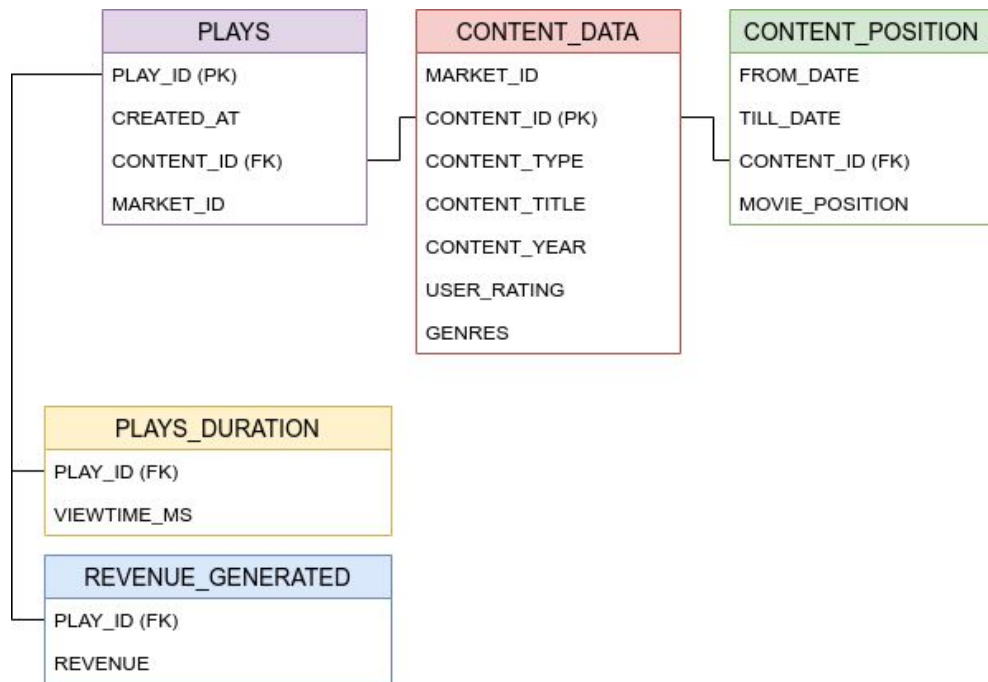 PLAYS
PLAY_ID (PK)
CREATED_AT
CONTENT_ID (FK)
MARKET_ID
CONTENT_DATA
MARKET_ID
CONTENT_ID (PK)
CONTENT_TYPE
CONTENT_TITLE
CONTENT_YEAR
USER_RATING
GENRES
CONTENT_POSITION
FROM_DATE
TILL_DATE
CONTENT_ID (FK)
MOVIE_POSITION
PLAYS_DURATION
PLAY_ID (FK)
VIEWTIME_MS
REVENUE_GENERATED
PLAY_ID (FK)
REVENUE